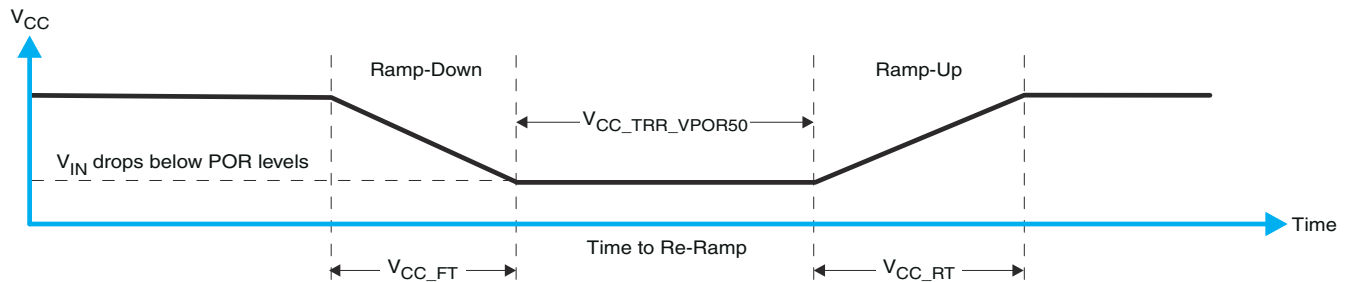 VCC
Ramp-Down
Ramp-Up
VCC_TRR_VPOR50
VIN drops below POR levels
Time
Time to Re-Ramp
VCC_FT
VCC_RT